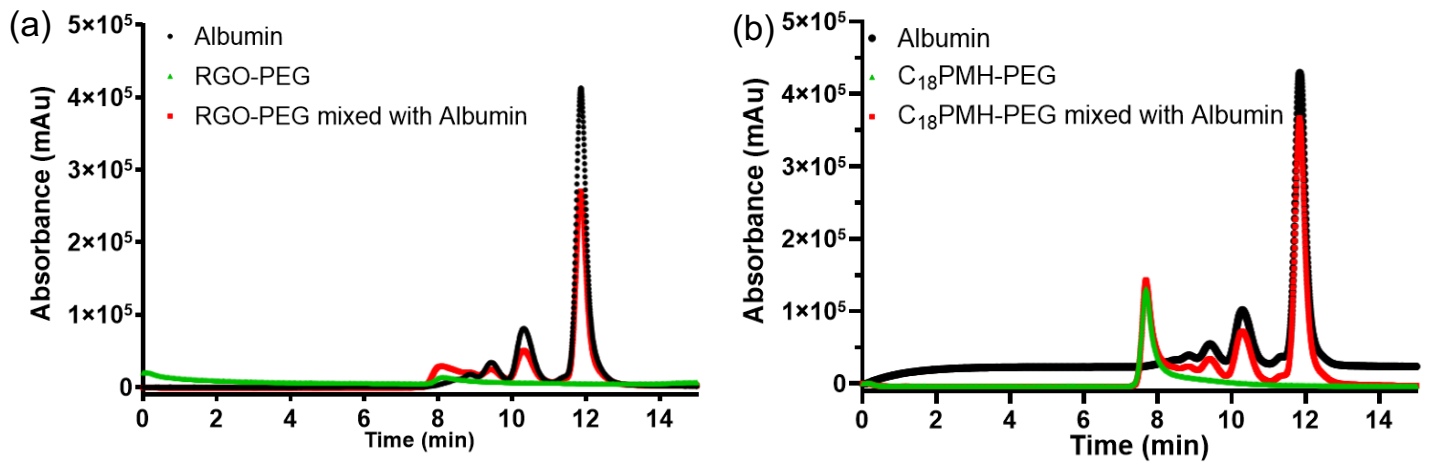 (a)
Albumin
RGO-PEG
RGO-PEG mixed with Albumin
Absorbance (mAu)
5×10⁵
4×10⁵
3×10⁵
2×10⁵
1×10⁵
0
0 2 4 6 8 10 12 14
Time (min)
(b)
Albumin
C₁₈PMH-PEG
C₁₈PMH-PEG mixed with Albumin
Absorbance (mAu)
5×10⁵
4×10⁵
3×10⁵
2×10⁵
1×10⁵
0
0 2 4 6 8 10 12 14
Time (min)